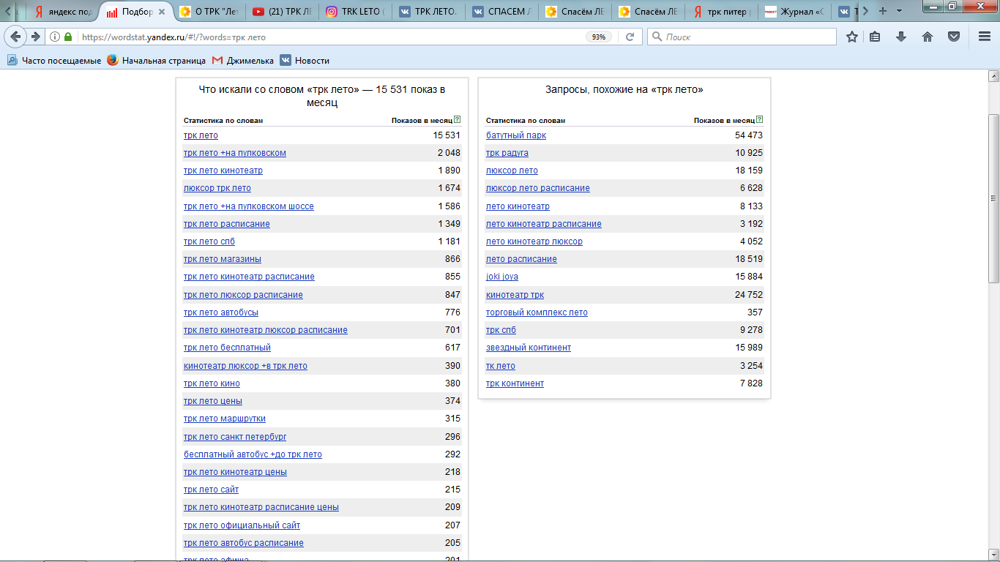 яндекс под
Подбор
О ТРК "Лет
(21) ТРК ЛЕ
TRK LETO (
ТРК ЛЕТО.
СПАСЕМ Л
Спасём ЛЕ
Спасём ЛЕ
трк питер р
Журнал «С
https://wordstat.yandex.ru/#!/?words=трк лето
93%
Поиск
Часто посещаемые
Начальная страница
Джимелька
Новости
Что искали со словом «трк лето» — 15 531 показ в
месяц
Статистика по словам Показов в месяц ?
трк лето 15 531
трк лето +на пулковском 2 048
трк лето кинотеатр 1 890
люксор трк лето 1 674
трк лето +на пулковском шоссе 1 586
трк лето расписание 1 349
трк лето спб 1 181
трк лето магазины 866
трк лето кинотеатр расписание 855
трк лето люксор расписание 847
трк лето автобусы 776
трк лето кинотеатр люксор расписание 701
трк лето бесплатный 617
кинотеатр люксор +в трк лето 390
трк лето кино 380
трк лето цены 374
трк лето маршрутки 315
трк лето санкт петербург 296
бесплатный автобус +до трк лето 292
трк лето кинотеатр цены 218
трк лето сайт 215
трк лето кинотеатр расписание цены 209
трк лето официальный сайт 207
трк лето автобус расписание 205
трк лето афиша 201
Запросы, похожие на «трк лето»
Статистика по словам Показов в месяц ?
батутный парк 54 473
трк радуга 10 925
люксор лето 18 159
люксор лето расписание 6 628
лето кинотеатр 8 133
лето кинотеатр расписание 3 192
лето кинотеатр люксор 4 052
лето расписание 18 519
joki joya 15 884
кинотеатр трк 24 752
торговый комплекс лето 357
трк спб 9 278
звездный континент 15 989
тк лето 3 254
трк континент 7 828